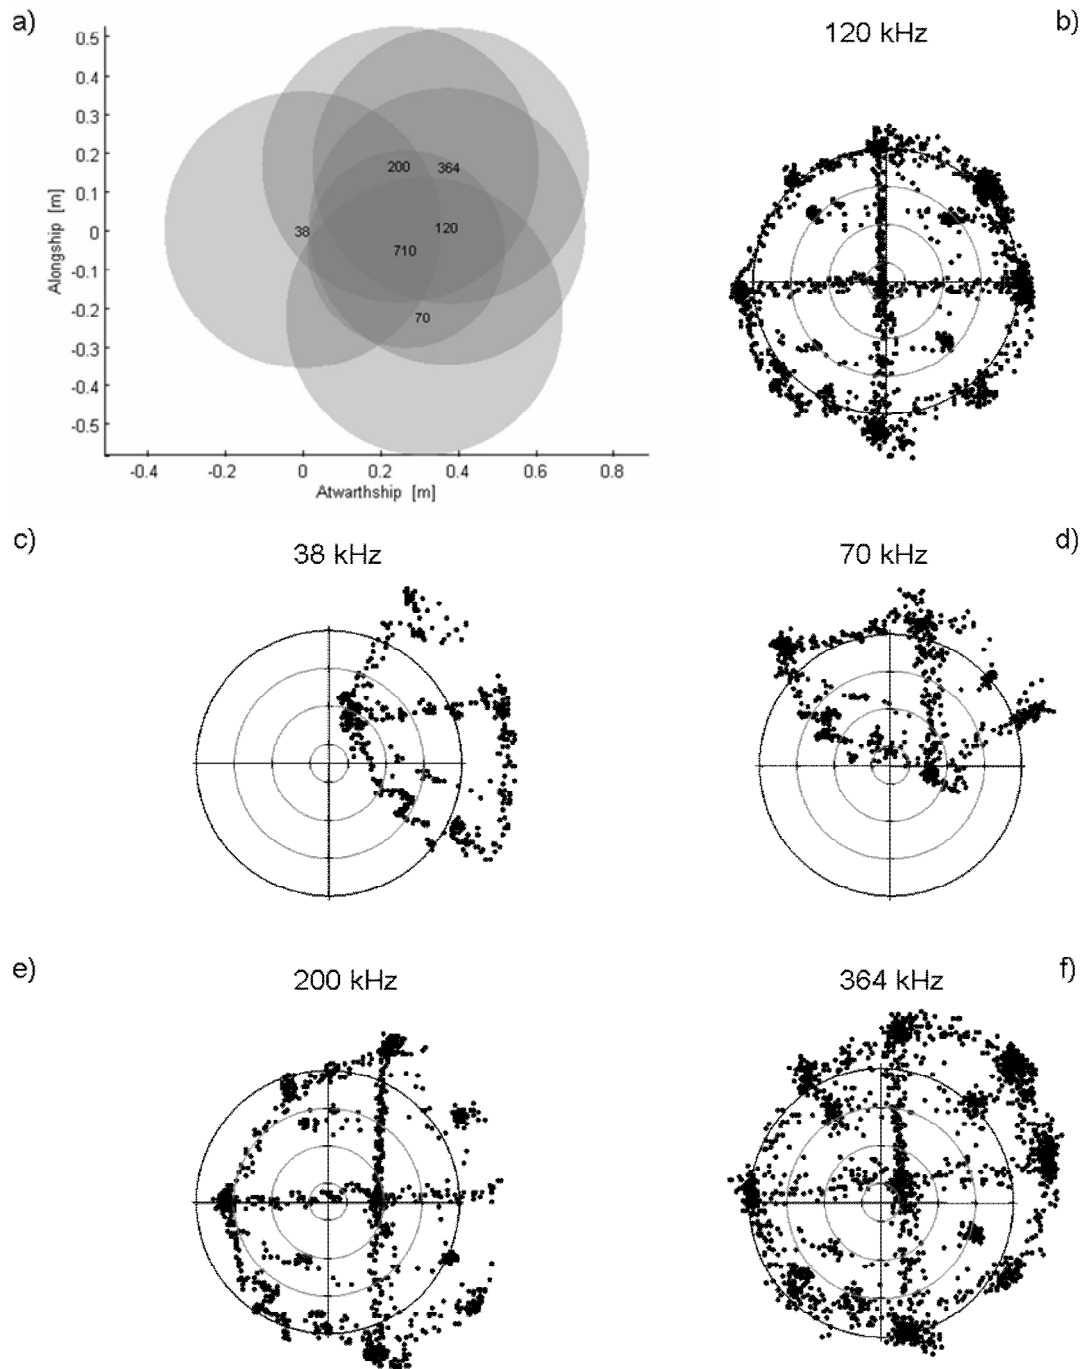 a)
0.5
0.4
0.3
0.2
0.1
0
-0.1
-0.2
-0.3
-0.4
-0.5
Alongship [m]
200
364
38
120
710
70
-0.4
-0.2
0
0.2
0.4
0.6
0.8
Atwarthship [m]
b)
120 kHz
c)
38 kHz
d)
70 kHz
e)
200 kHz
f)
364 kHz